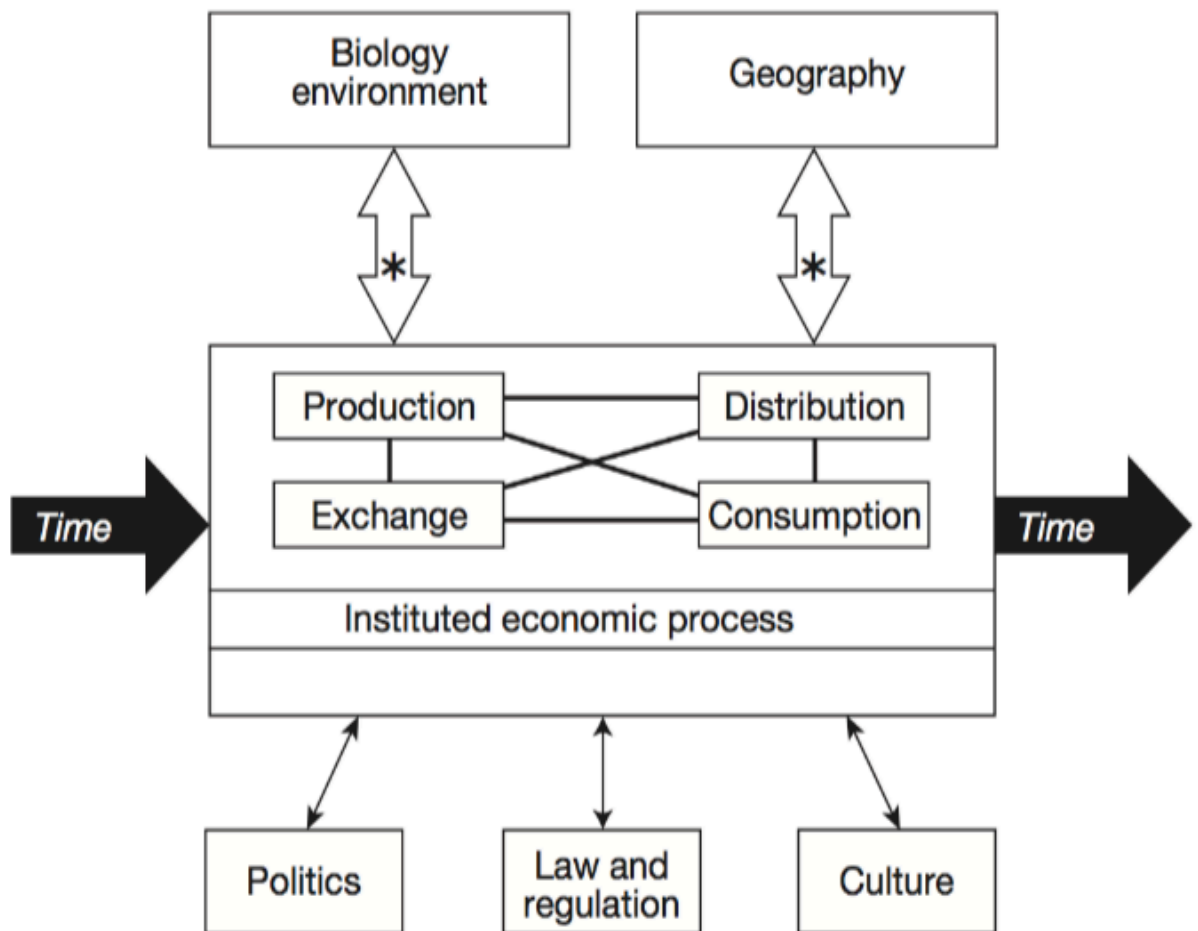 Biology
environment
Geography
*
*
Production
Distribution
Exchange
Consumption
Time
Time
Instituted economic process
Politics
Law and
regulation
Culture